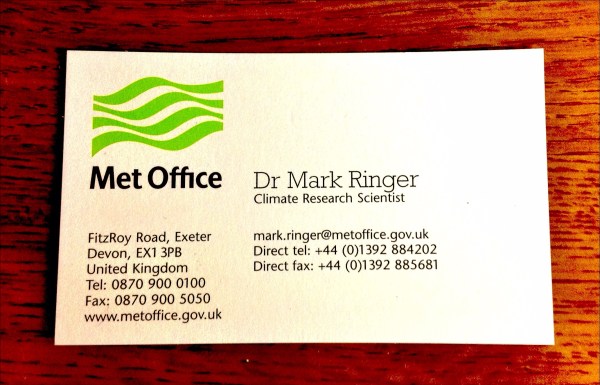 Met Office
Dr Mark Ringer
Climate Research Scientist
FitzRoy Road, Exeter
Devon, EX1 3PB
United Kingdom
Tel: 0870 900 0100
Fax: 0870 900 5050
www.metoffice.gov.uk
mark.ringer@metoffice.gov.uk
Direct tel: +44 (0)1392 884202
Direct fax: +44 (0)1392 885681